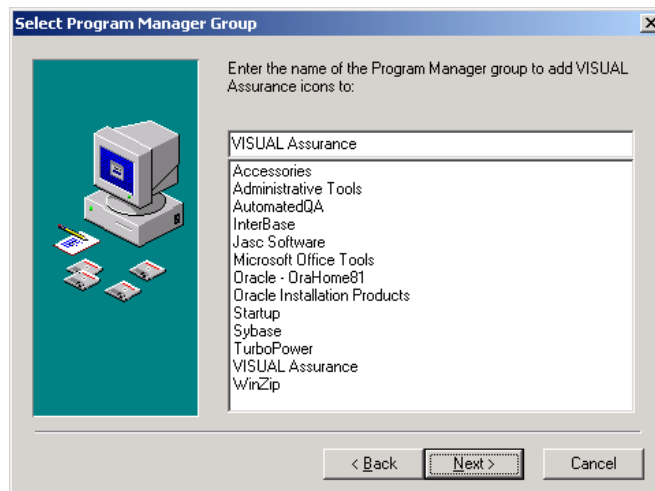 Select Program Manager Group
Enter the name of the Program Manager group to add VISUAL
Assurance icons to:
VISUAL Assurance
Accessories
Administrative Tools
AutomatedQA
InterBase
Jasc Software
Microsoft Office Tools
Oracle - OraHome81
Oracle Installation Products
Startup
Sybase
TurboPower
VISUAL Assurance
WinZip
< Back
Next >
Cancel